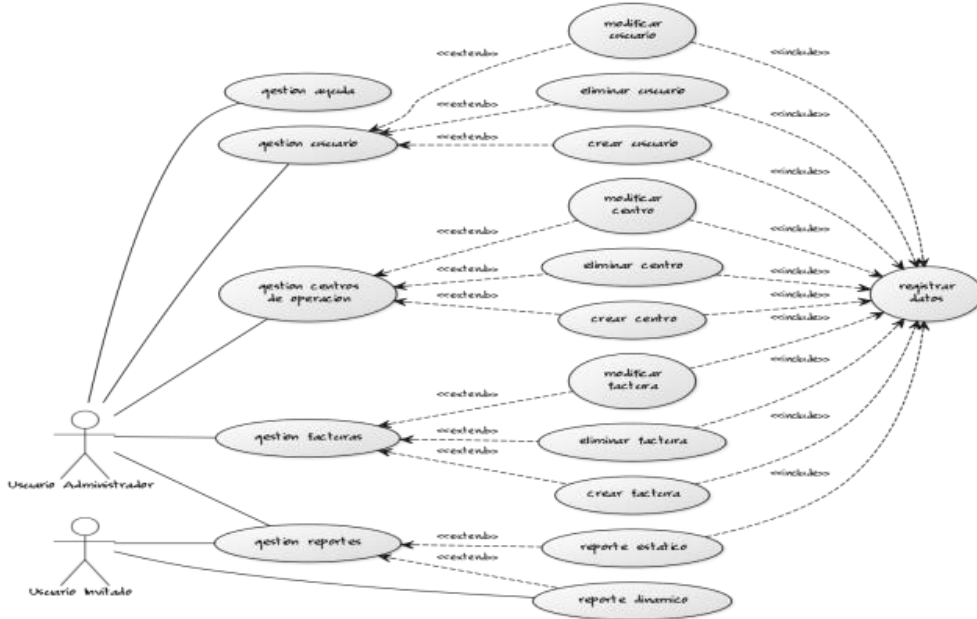 modificar
usuario
<<extend>>
<<include>>
gestion ayuda
eliminar usuario
<<extend>>
<<include>>
gestion usuario
<<extend>>
crear usuario
<<include>>
modificar
centro
<<extend>>
<<include>>
eliminar centro
<<extend>>
<<include>>
gestion centros
de operacion
<<extend>>
registrar
datos
<<include>>
crear centro
<<include>>
modificar
factura
<<include>>
<<extend>>
gestion facturas
<<extend>>
eliminar factura
<<include>>
<<extend>>
<<include>>
Usuario Administrador
crear factura
gestion reportes
<<extend>>
reporte estatico
<<extend>>
Usuario Invitado
reporte dinamico